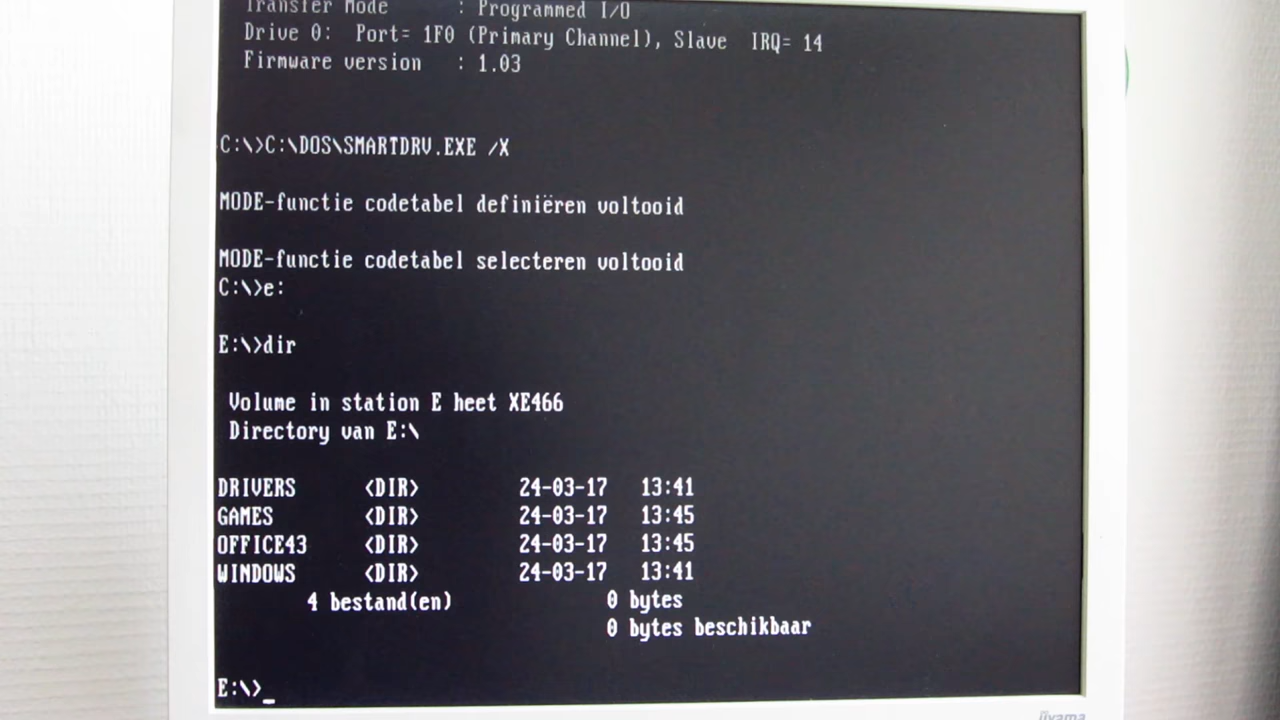 Transfer Mode : Programmed I/O
Drive 0: Port= 1F0 (Primary Channel), Slave IRQ= 14
Firmware version : 1.03
C:\>C:\DOS\SMARTDRV.EXE /X
MODE-functie codetabel definiëren voltooid
MODE-functie codetabel selecteren voltooid
C:\>e:
E:\>dir
Volume in station E heet XE466
Directory van E:\
DRIVERS <DIR> 24-03-17 13:41
GAMES <DIR> 24-03-17 13:45
OFFICE43 <DIR> 24-03-17 13:45
WINDOWS <DIR> 24-03-17 13:41
4 bestand(en) 0 bytes
0 bytes beschikbaar
E:\>_
iiyama